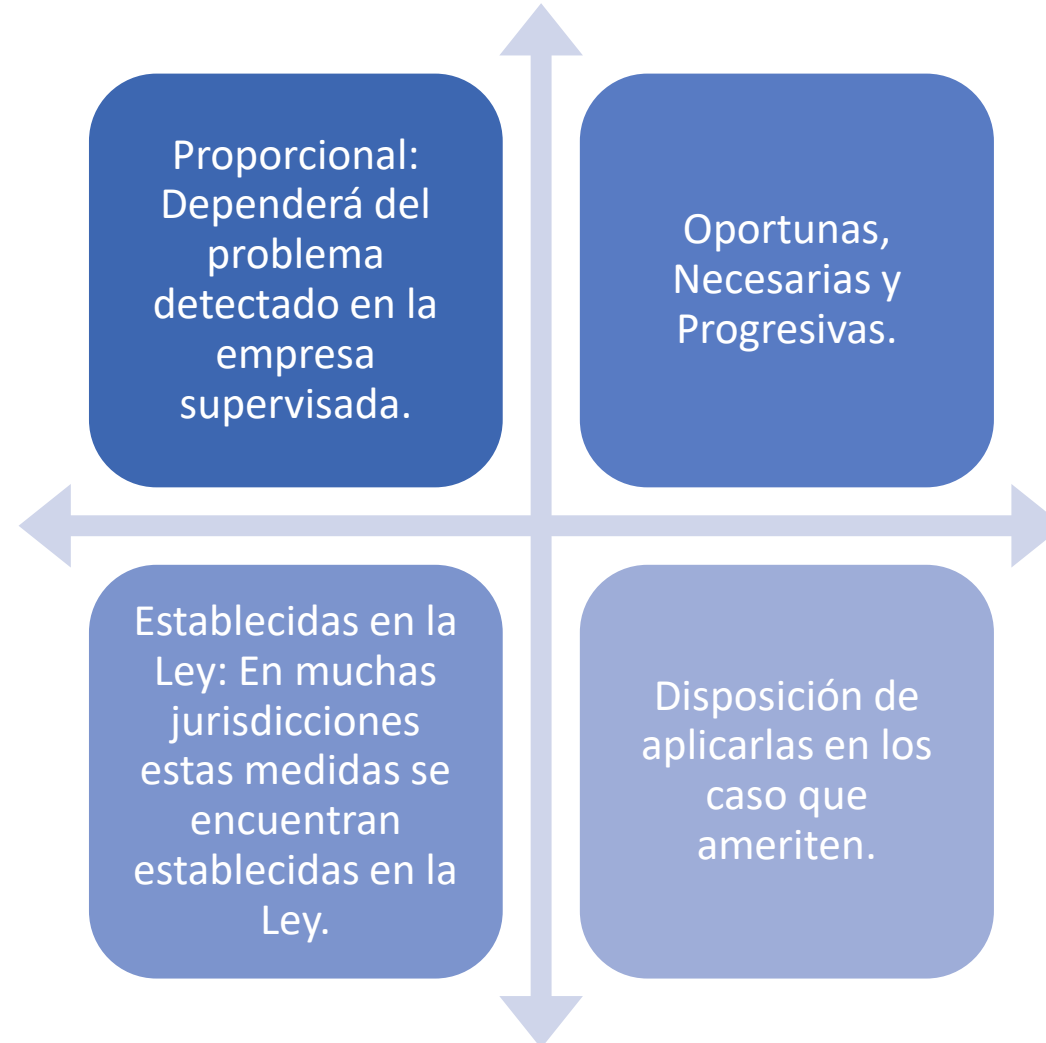 Proporcional:
Dependerá del
problema
detectado en la
empresa
supervisada.
Oportunas,
Necesarias y
Progresivas.
Establecidas en la
Ley: En muchas
jurisdicciones
estas medidas se
encuentran
establecidas en la
Ley.
Disposición de
aplicarlas en los
caso que
ameriten.